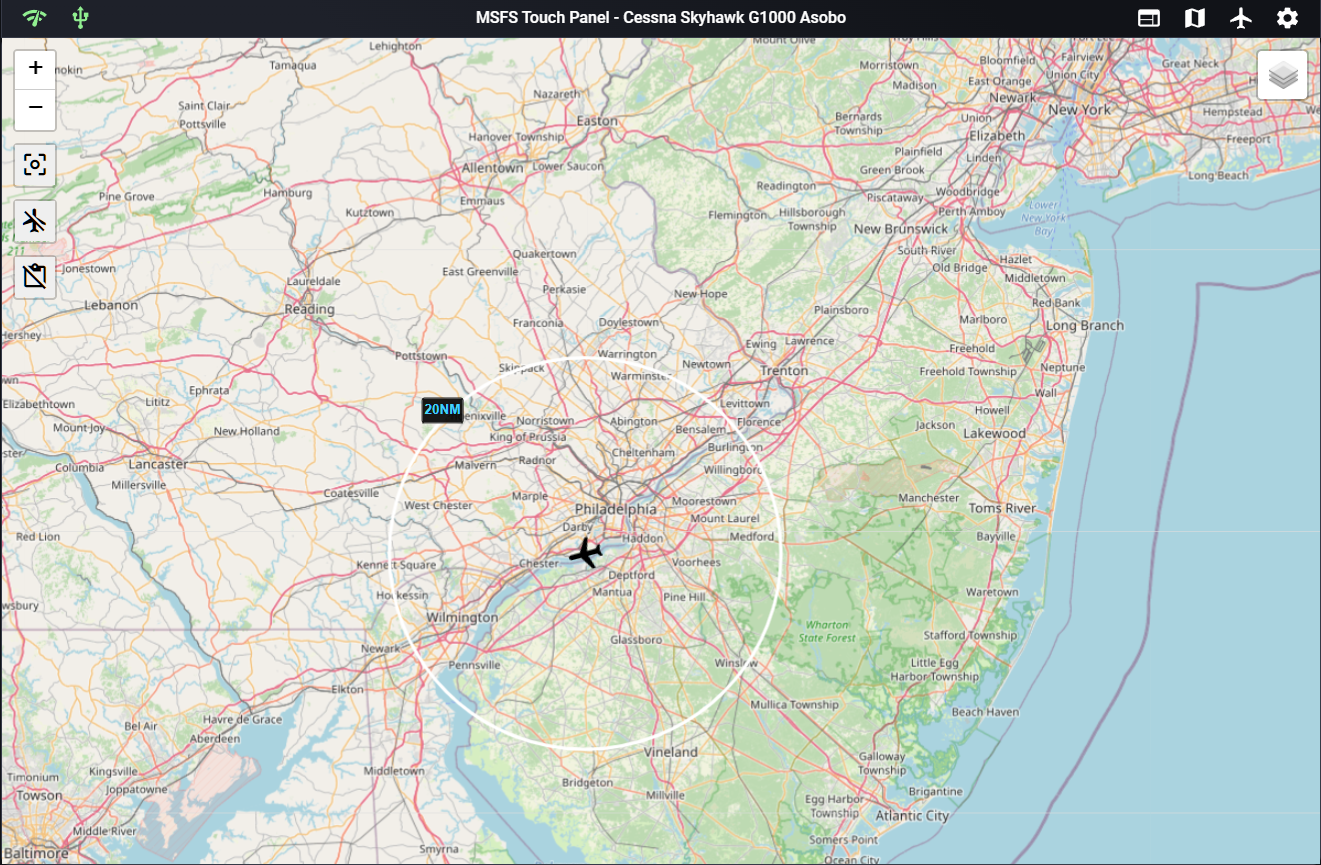 MSFS Touch Panel - Cessna Skyhawk G1000 Asobo
+
−
Lehighton
Mount Olive
Bloomfield
Fairview
Union City
Great Neck
Tamaqua
Morristown
East Orange
Madison
Newark
New York
Nazareth
Saint Clair
Pottsville
Easton
Bernards
Township
Union
Elizabeth
Hempstead
Freeport
Hanover Township
Plainfield
Linden
Allentown
Lower Saucon
Green Brook
Long Beach
Pine Grove
Hamburg
Emmaus
Readington
Piscataway
Woodbridge
Kutztown
Flemington
Hillsborough
Township
Perth Amboy
Lower
New York
Bay
New Brunswick
211
South River
Old Bridge
Hazlet
Quakertown
East Greenville
Jonestown
Middletown
Laureldale
Perkasie
New Hope
Red Bank
Lebanon
Reading
Plainsboro
Marlboro
Long Branch
Hershey
Franconia
Doylestown
Ewing
Lawrence
Freehold
Pottstown
Skippack
Warrington
Newtown
Trenton
Freehold Township
Neptune
Warminster
Ephrata
Wall
Elizabethtown
Lititz
20NM
Levittown
Howell
Mount Joy
New Holland
Norristown
Abington
Bensalem
Florence
Jackson
Lakewood
King of Prussia
Cheltenham
Burlington
Columbia
Lancaster
Malvern
Radnor
Willingboro
Millersville
Coatesville
West Chester
Marple
Moorestown
Manchester
Toms River
Philadelphia
Mount Laurel
Red Lion
Darby
Haddon
Medford
Bayville
Kennett Square
Chester
Deptford
Voorhees
Hockessin
Mantua
Pine Hill
Waretown
Wilmington
Wharton
State Forest
Glassboro
Stafford Township
Newark
Pennsville
Winslow
Little Egg
Harbor Township
Elkton
Mullica Township
Beach Haven
Bel Air
Havre de Grace
Aberdeen
Vineland
Galloway
Township
Timonium
Kingsville
Middletown
Bridgeton
Joppatowne
Towson
Millville
Brigantine
Egg Harbor
Township
Atlantic City
Middle River
Somers Point
Baltimore
Smyrna
Ocean City